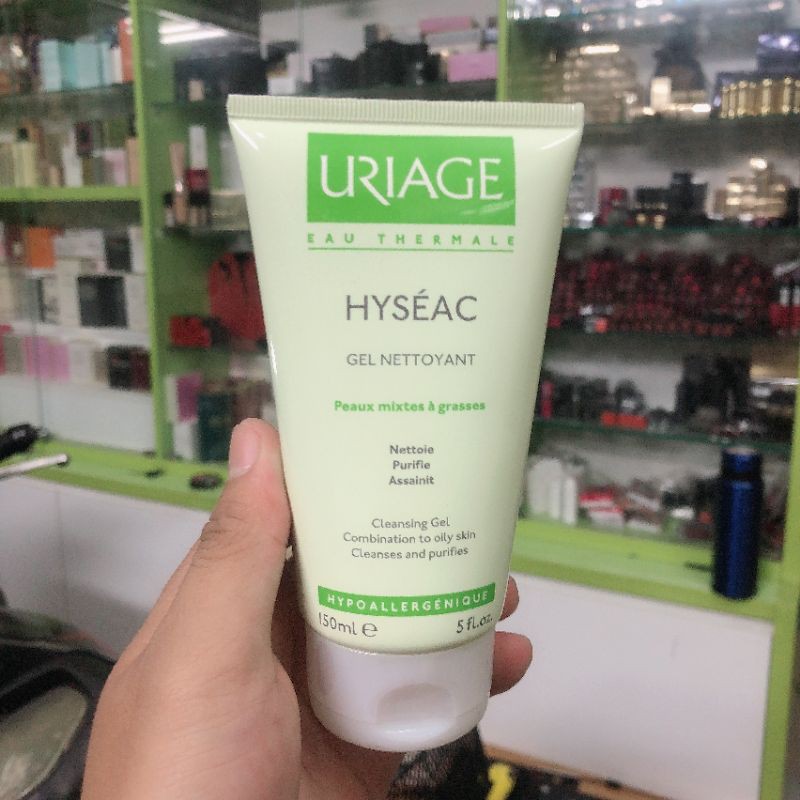 URIAGE
EAU THERMALE
HYSÉAC
GEL NETTOYANT
Peaux mixtes à grasses
Nettoie
Purifie
Assainit
Cleansing Gel
Combination to oily skin
Cleanses and purifies
HYPOALLERGÉNIQUE
150ml e 5 fl.oz.